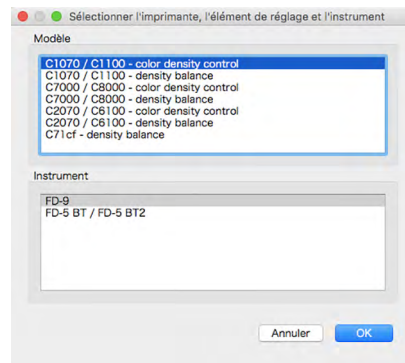 Sélectionner l'imprimante, l'élément de réglage et l'instrument
Modèle
C1070 / C1100 - color density control
C1070 / C1100 - density balance
C7000 / C8000 - color density control
C7000 / C8000 - density balance
C2070 / C6100 - color density control
C2070 / C6100 - density balance
C71cf - density balance
Instrument
FD-9
FD-5 BT / FD-5 BT2
Annuler
OK